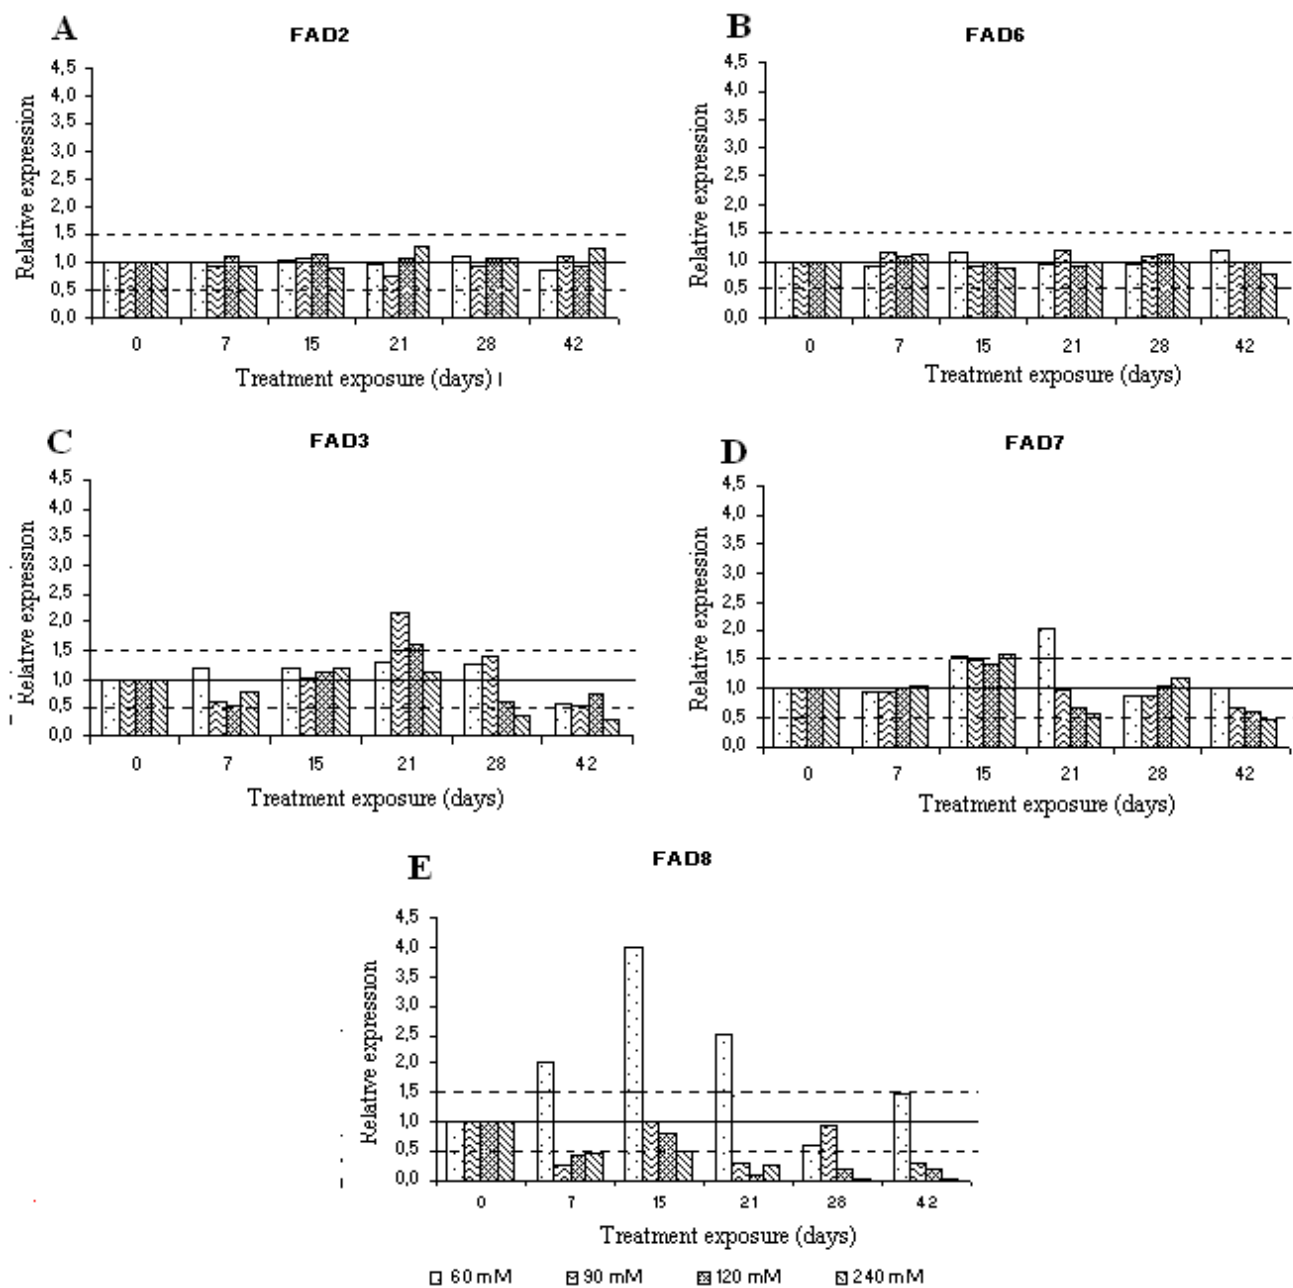 A
FAD2
Relative expression
4,5
4,0
3,5
3,0
2,5
2,0
1,5
1,0
0,5
0,0
0 7 15 21 28 42
Treatment exposure (days)
B
FAD6
Relative expression
4,5
4,0
3,5
3,0
2,5
2,0
1,5
1,0
0,5
0,0
0 7 15 21 28 42
Treatment exposure (days)
C
FAD3
Relative expression
4,5
4,0
3,5
3,0
2,5
2,0
1,5
1,0
0,5
0,0
0 7 15 21 28 42
Treatment exposure (days)
D
FAD7
Relative expression
4,5
4,0
3,5
3,0
2,5
2,0
1,5
1,0
0,5
0,0
0 7 15 21 28 42
Treatment exposure (days)
E
FAD8
Relative expression
4,5
4,0
3,5
3,0
2,5
2,0
1,5
1,0
0,5
0,0
0 7 15 21 28 42
Treatment exposure (days)
60 mM 90 mM 120 mM 240 mM